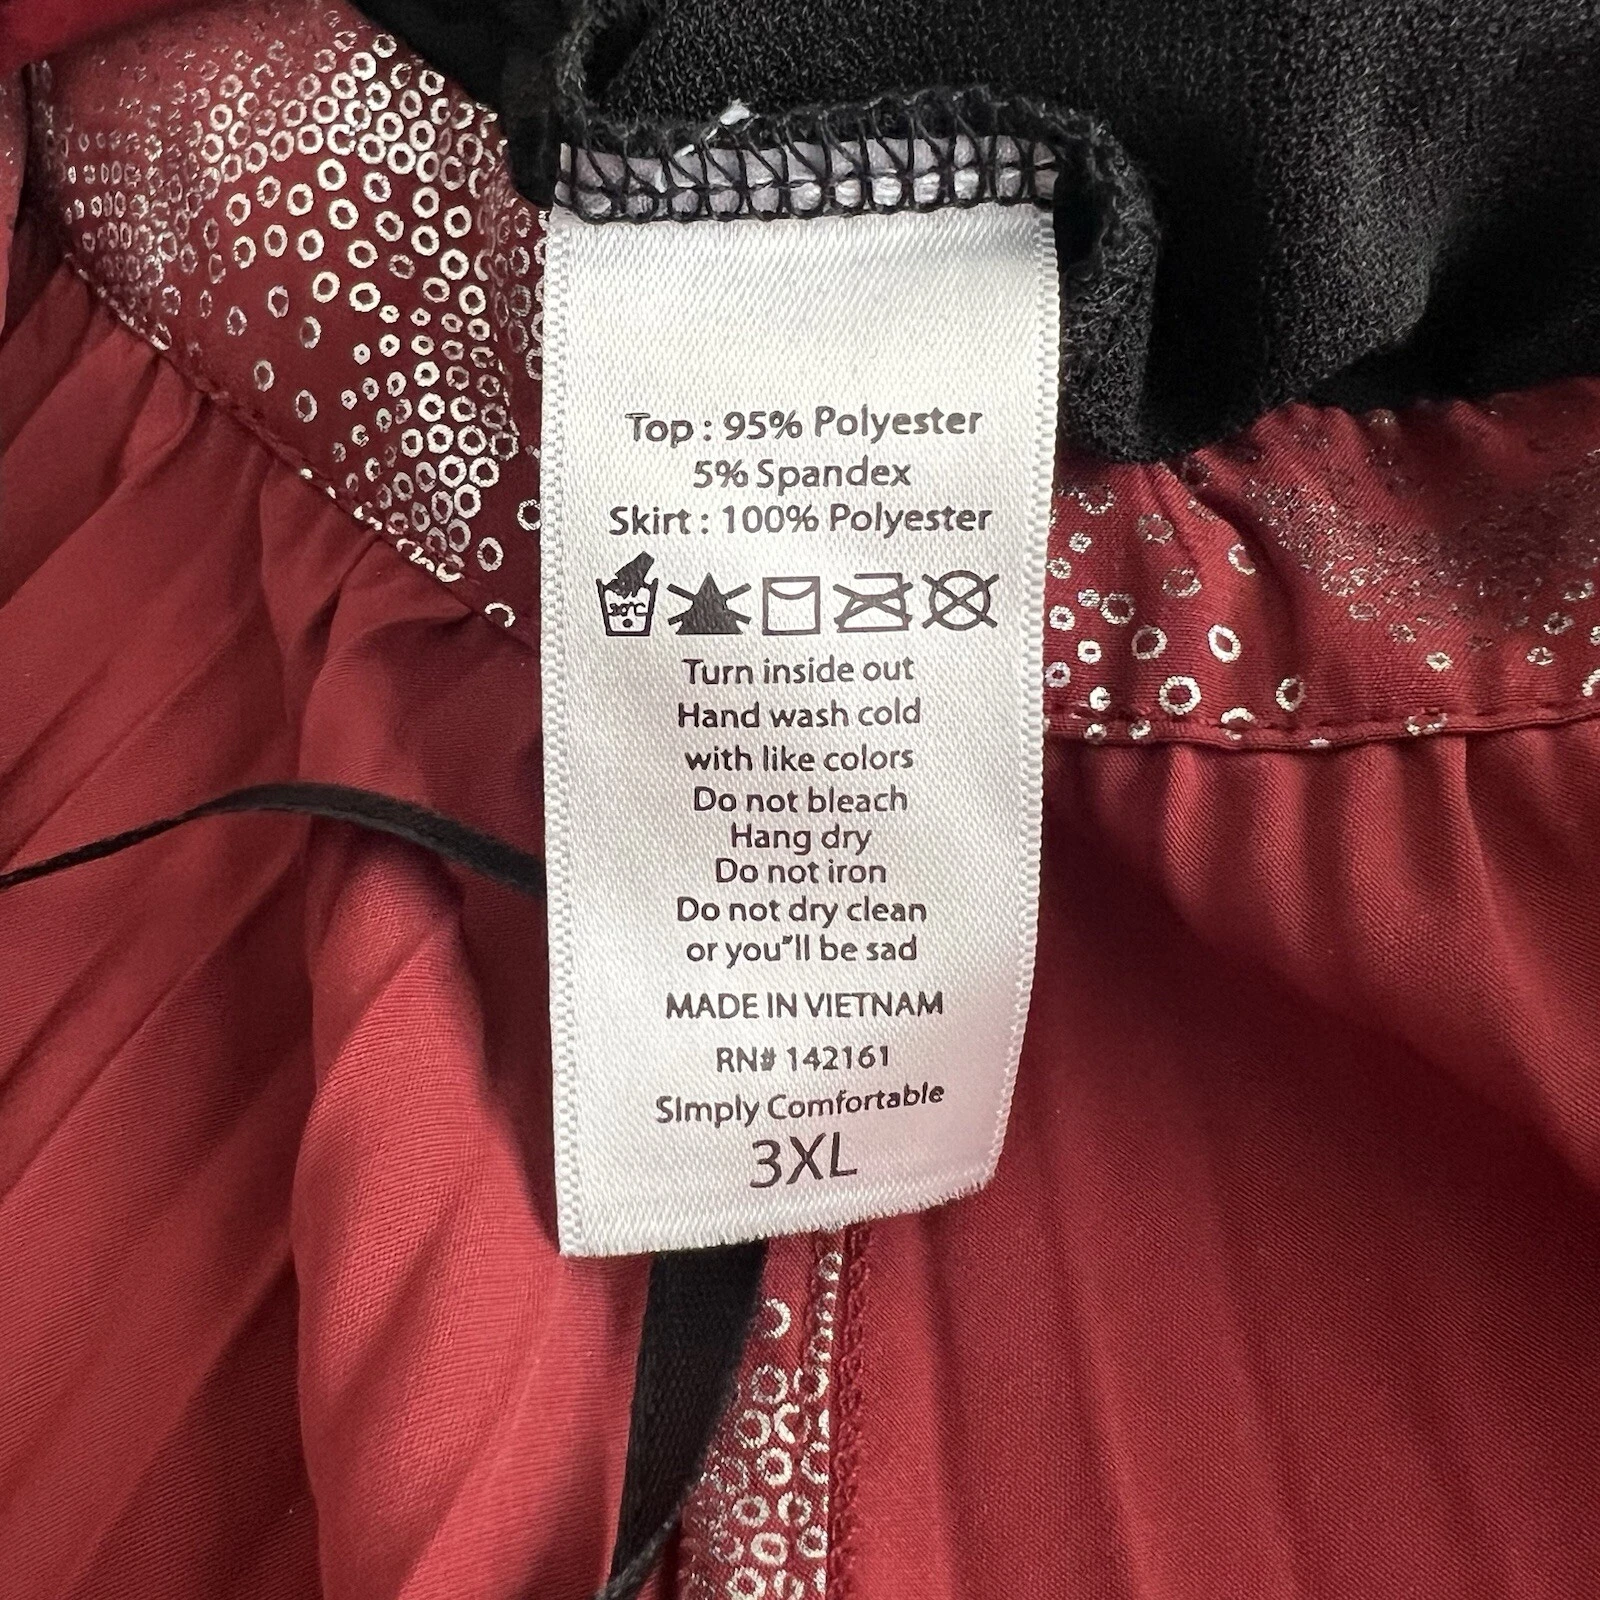 Top : 95% Polyester
5% Spandex
Skirt : 100% Polyester
30°C
Turn inside out
Hand wash cold
with like colors
Do not bleach
Hang dry
Do not iron
Do not dry clean
or you"ll be sad
MADE IN VIETNAM
RN# 142161
SImply Comfortable
3XL